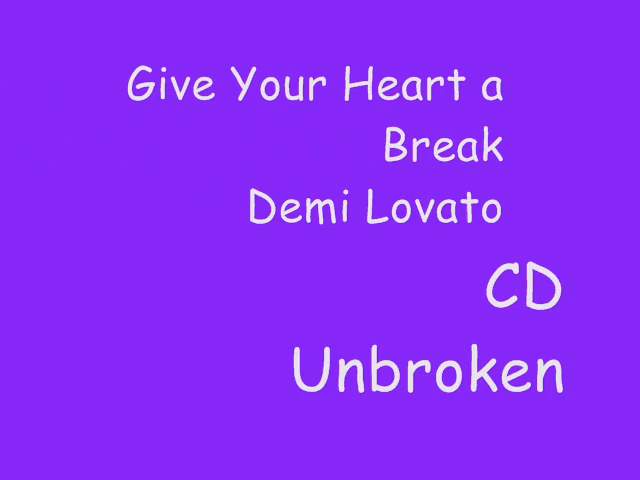 Give Your Heart a
Break
Demi Lovato
CD
Unbroken